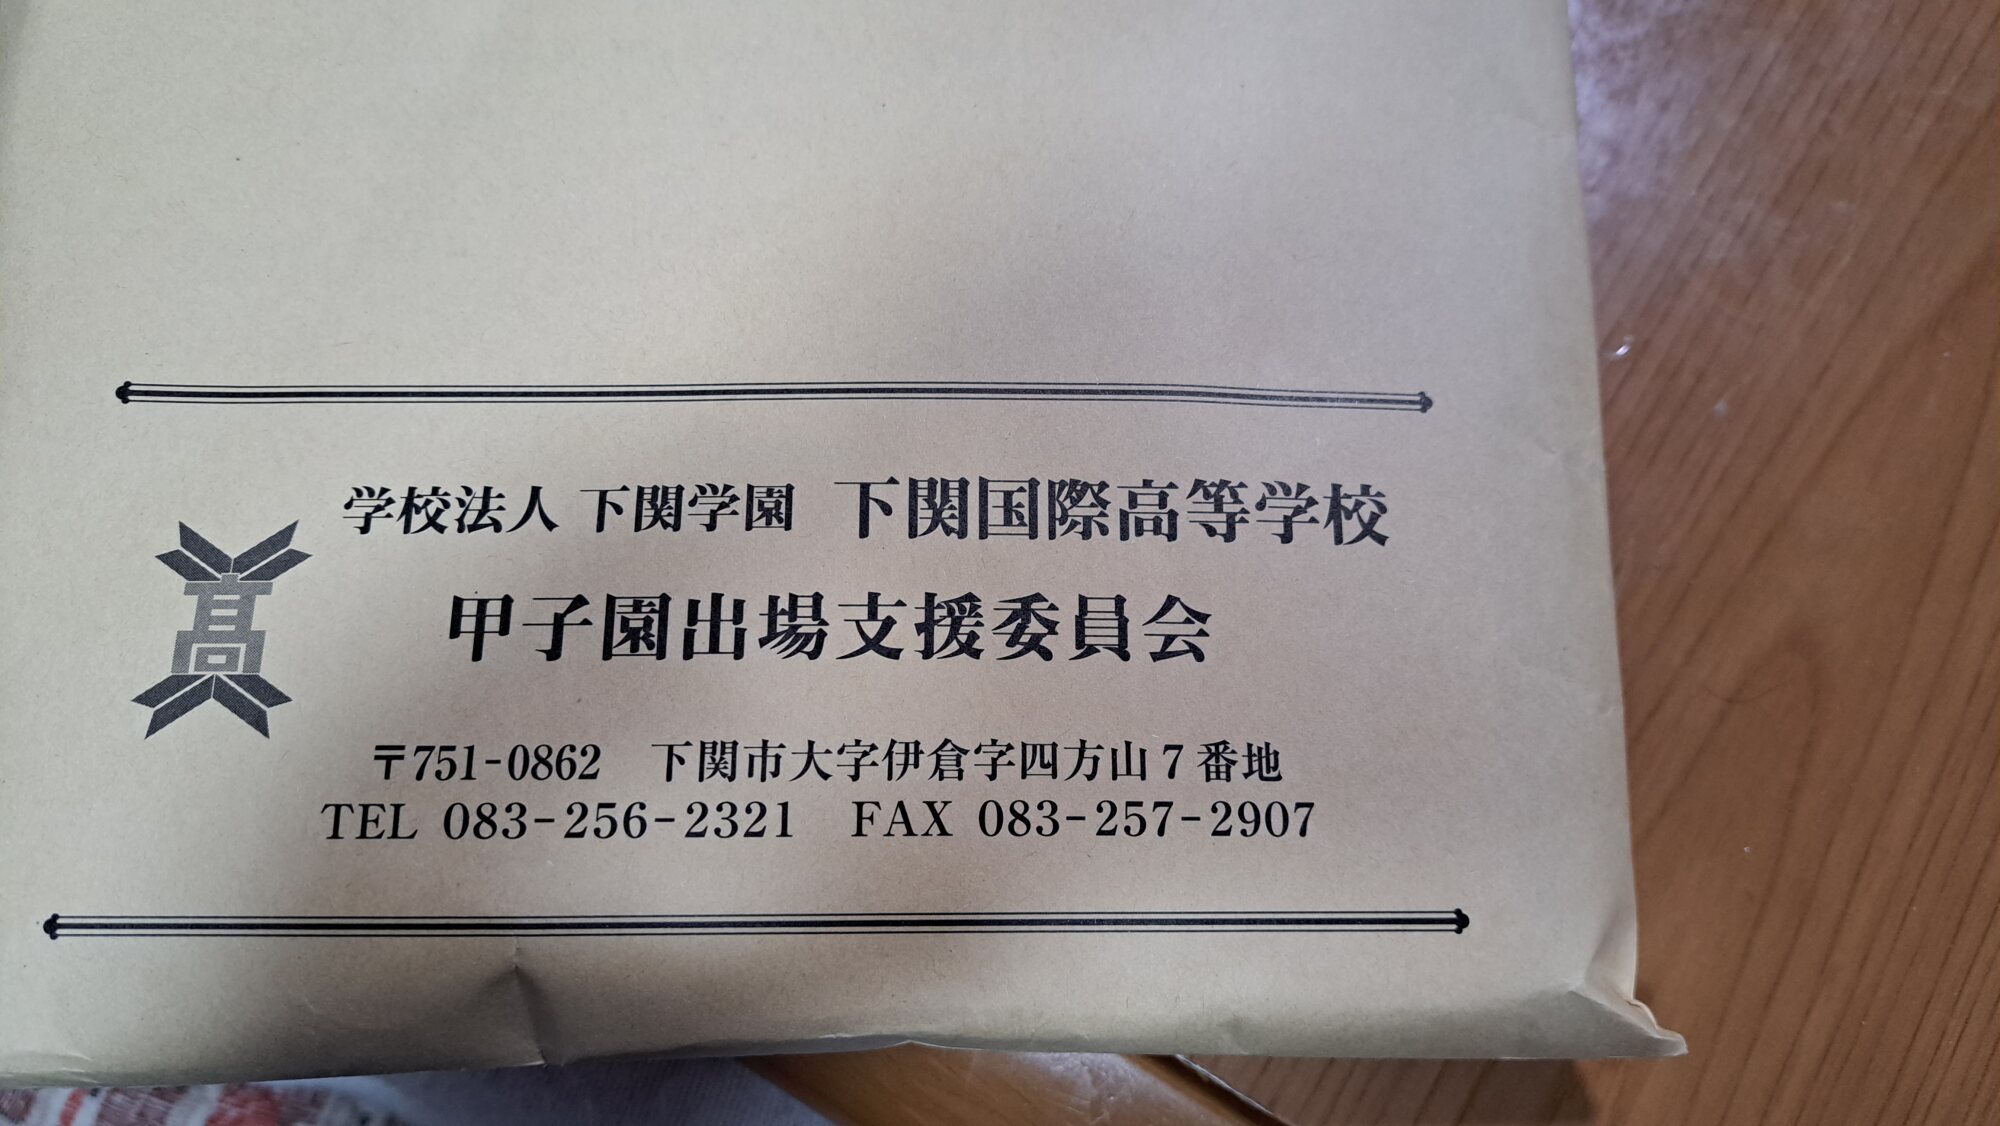 学校法人 下関学園 下関国際高等学校
髙
甲子園出場支援委員会
〒751-0862 下関市大字伊倉字四方山7番地
TEL 083-256-2321 FAX 083-257-2907